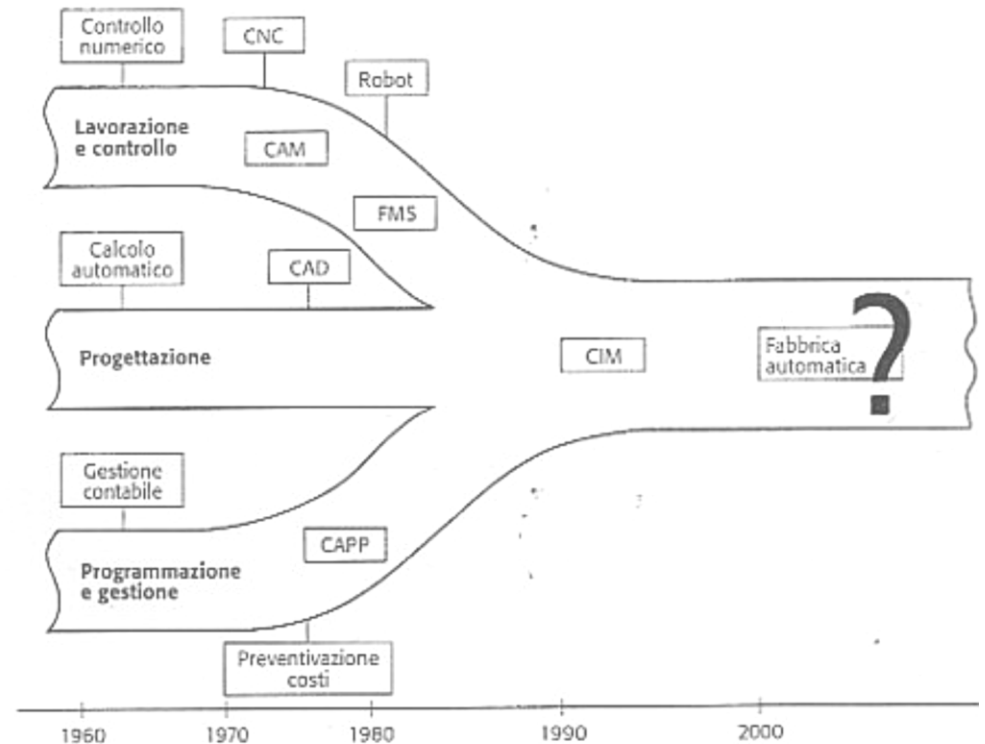 Controllo
numerico
CNC
Robot
Lavorazione
e controllo
CAM
FMS
Calcolo
automatico
CAD
Progettazione
CIM
Fabbrica
automatica
?
Gestione
contabile
CAPP
Programmazione
e gestione
Preventivazione
costi
1960
1970
1980
1990
2000